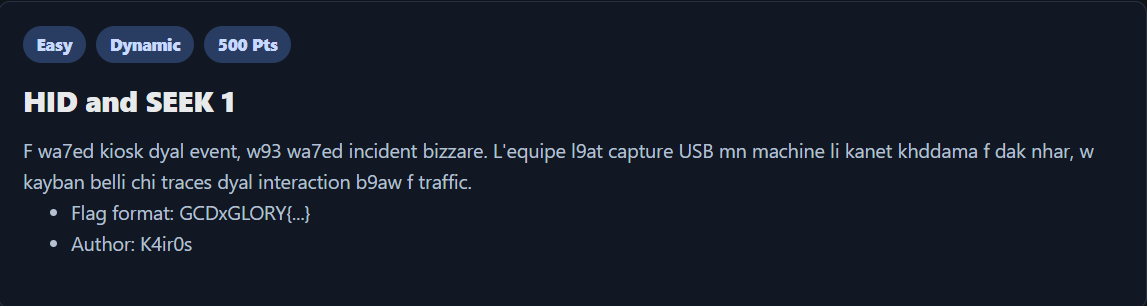 Easy Dynamic 500 Pts
HID and SEEK 1
F wa7ed kiosk dyal event, w93 wa7ed incident bizzare. L'equipe l9at capture USB mn machine li kanet khddama f dak nhar, w
kayban belli chi traces dyal interaction b9aw f traffic.
• Flag format: GCDxGLORY{...}
• Author: K4ir0s